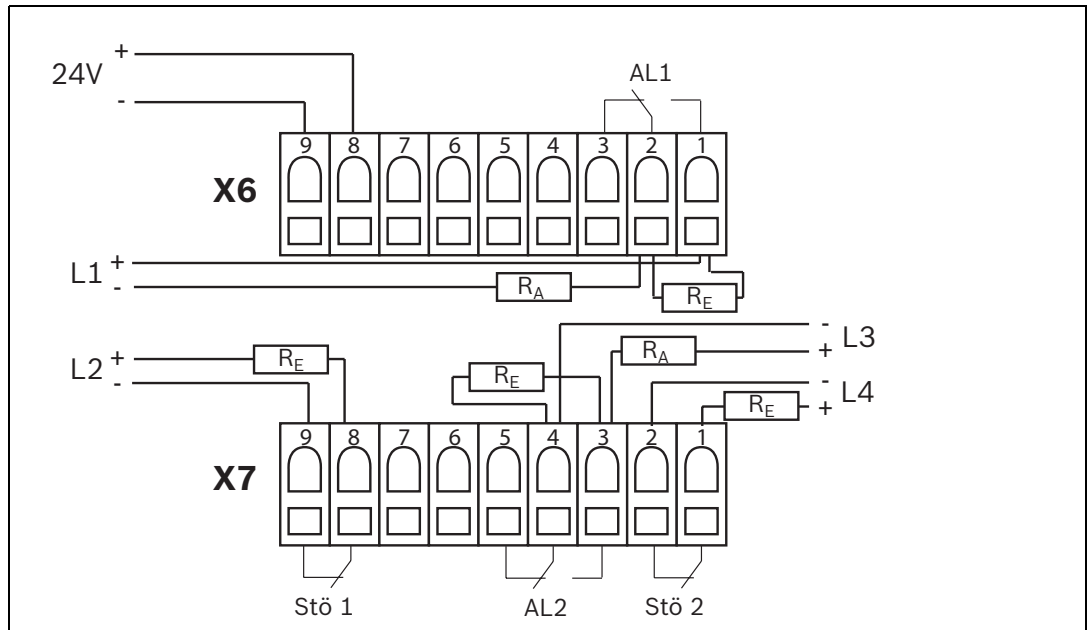 +
24V
-
AL1
9 8 7 6 5 4 3 2 1
X6
L1 +
-
RA
RE
-
L3
+
RA
L2 +
-
RE
RE
-
L4
+
RE
9 8 7 6 5 4 3 2 1
X7
Stö 1
AL2
Stö 2